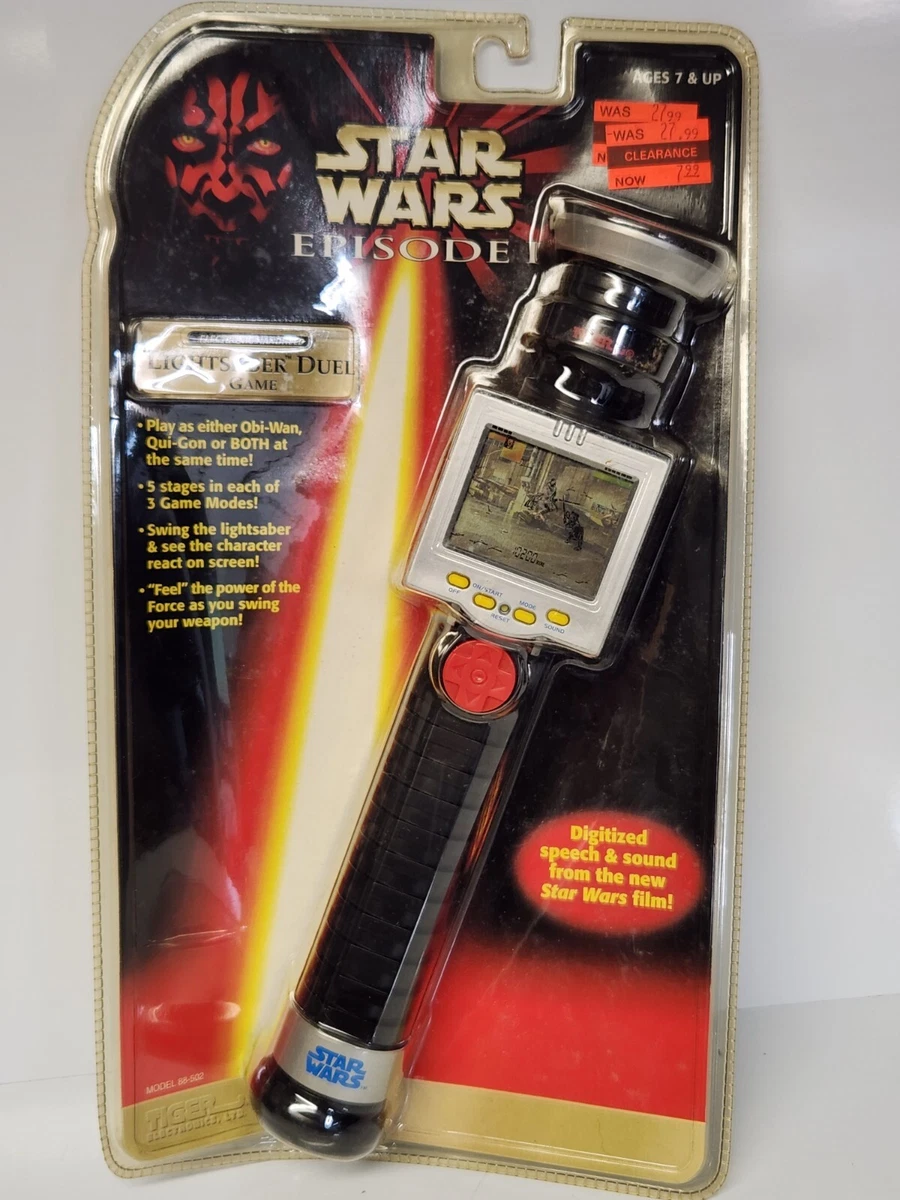 AGES 7 & UP
WAS 27.99
WAS 27.99
N CLEARANCE
NOW 7.99
STAR
WARS
EPISODE I
LIGHTSABER™ DUEL
GAME
• Play as either Obi-Wan,
Qui-Gon or BOTH at
the same time!
• 5 stages in each of
3 Game Modes!
• Swing the lightsaber
& see the character
react on screen!
• "Feel" the power of the
Force as you swing
your weapon!
OFF
ON/START
RESET
MODE
SOUND
Digitized
speech & sound
from the new
Star Wars film!
STAR
WARS
MODEL 88-502
TIGER
ELECTRONICS, LTD